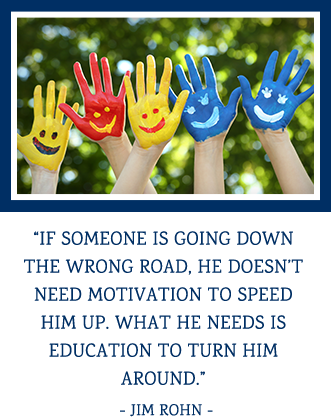 “IF SOMEONE IS GOING DOWN
THE WRONG ROAD, HE DOESN’T
NEED MOTIVATION TO SPEED
HIM UP. WHAT HE NEEDS IS
EDUCATION TO TURN HIM
AROUND.”
- JIM ROHN -